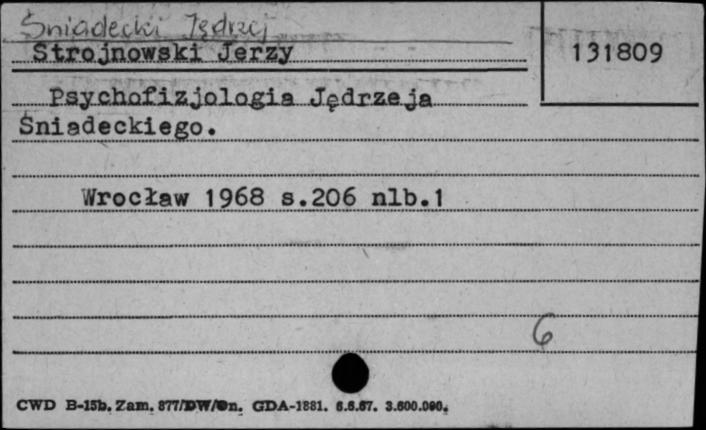 Śniadecki Jędrzej
Strojnowski Jerzy
131809
Psychofizjologia Jędrzeja
Śniadeckiego.
Wrocław 1968 s.206 nlb.1
6
CWD B-15b. Zam. 877/DW/On. GDA-1881. 6.6.67. 3.600.000.